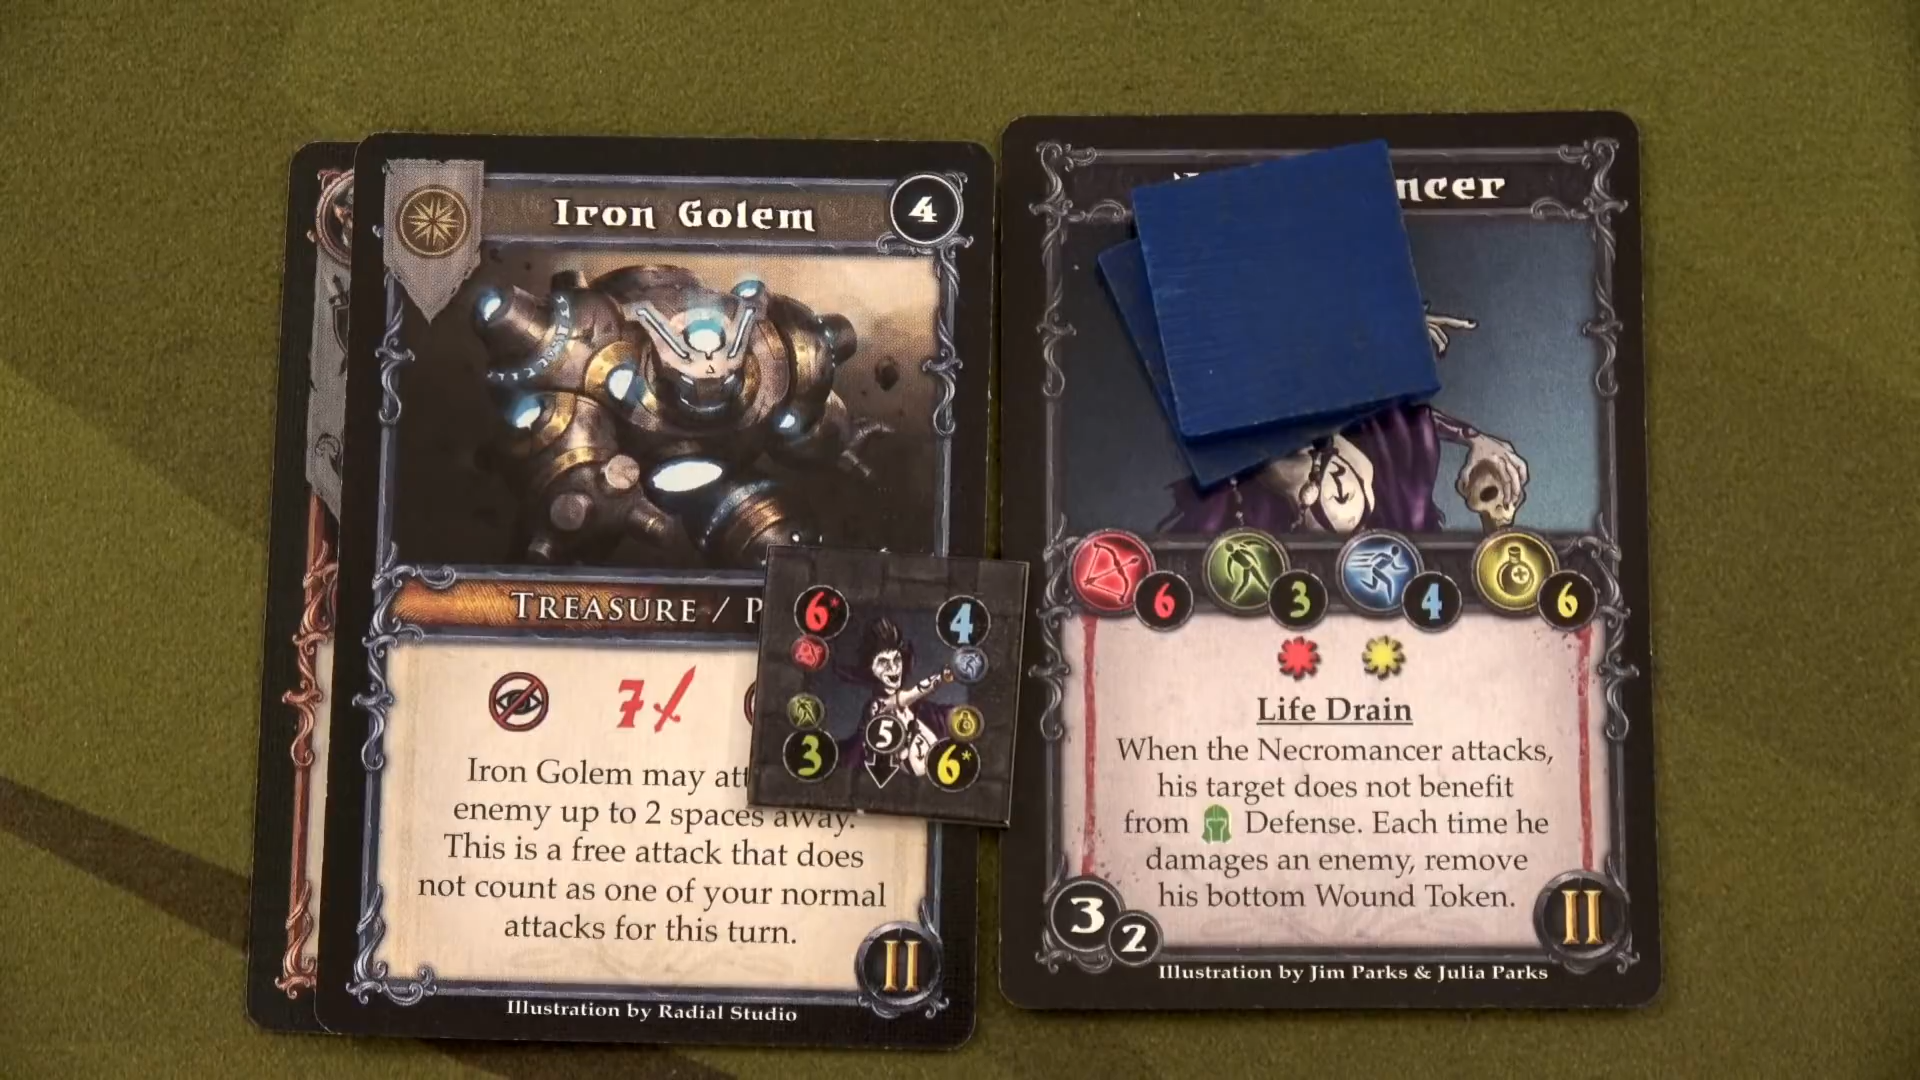 Iron Golem
4
TREASURE / P
7
Iron Golem may att
enemy up to 2 spaces away.
This is a free attack that does
not count as one of your normal
attacks for this turn.
II
Illustration by Radial Studio
6*
4
3
5
6*
ncer
6
3
4
6
Life Drain
When the Necromancer attacks,
his target does not benefit
from Defense. Each time he
damages an enemy, remove
his bottom Wound Token.
3
2
II
Illustration by Jim Parks & Julia Parks